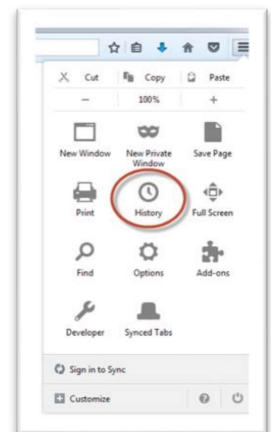 Cut Copy Paste
− 100% +
New Window New Private Window Save Page
Print History Full Screen
Find Options Add-ons
Developer Synced Tabs
Sign in to Sync
Customize ?